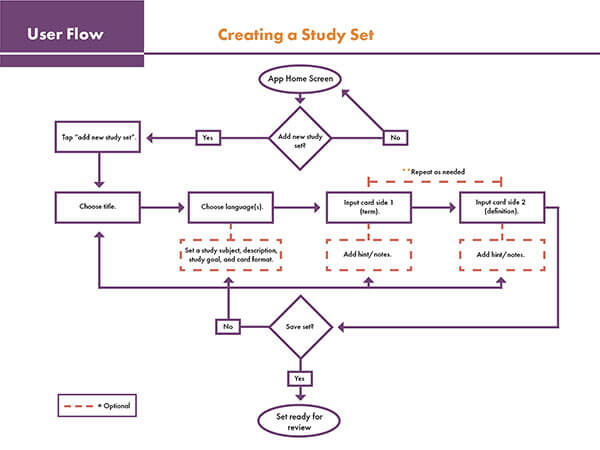 User Flow
Creating a Study Set
App Home Screen
Add new study
set?
Yes
No
Tap "add new study set".
**Repeat as needed
Choose title.
Choose language(s).
Input card side 1
(term).
Input card side 2
(definition).
Set a study subject, description,
study goal, and card format.
Add hint/notes.
Add hint/notes.
No
Save set?
Yes
= Optional
Set ready for
review